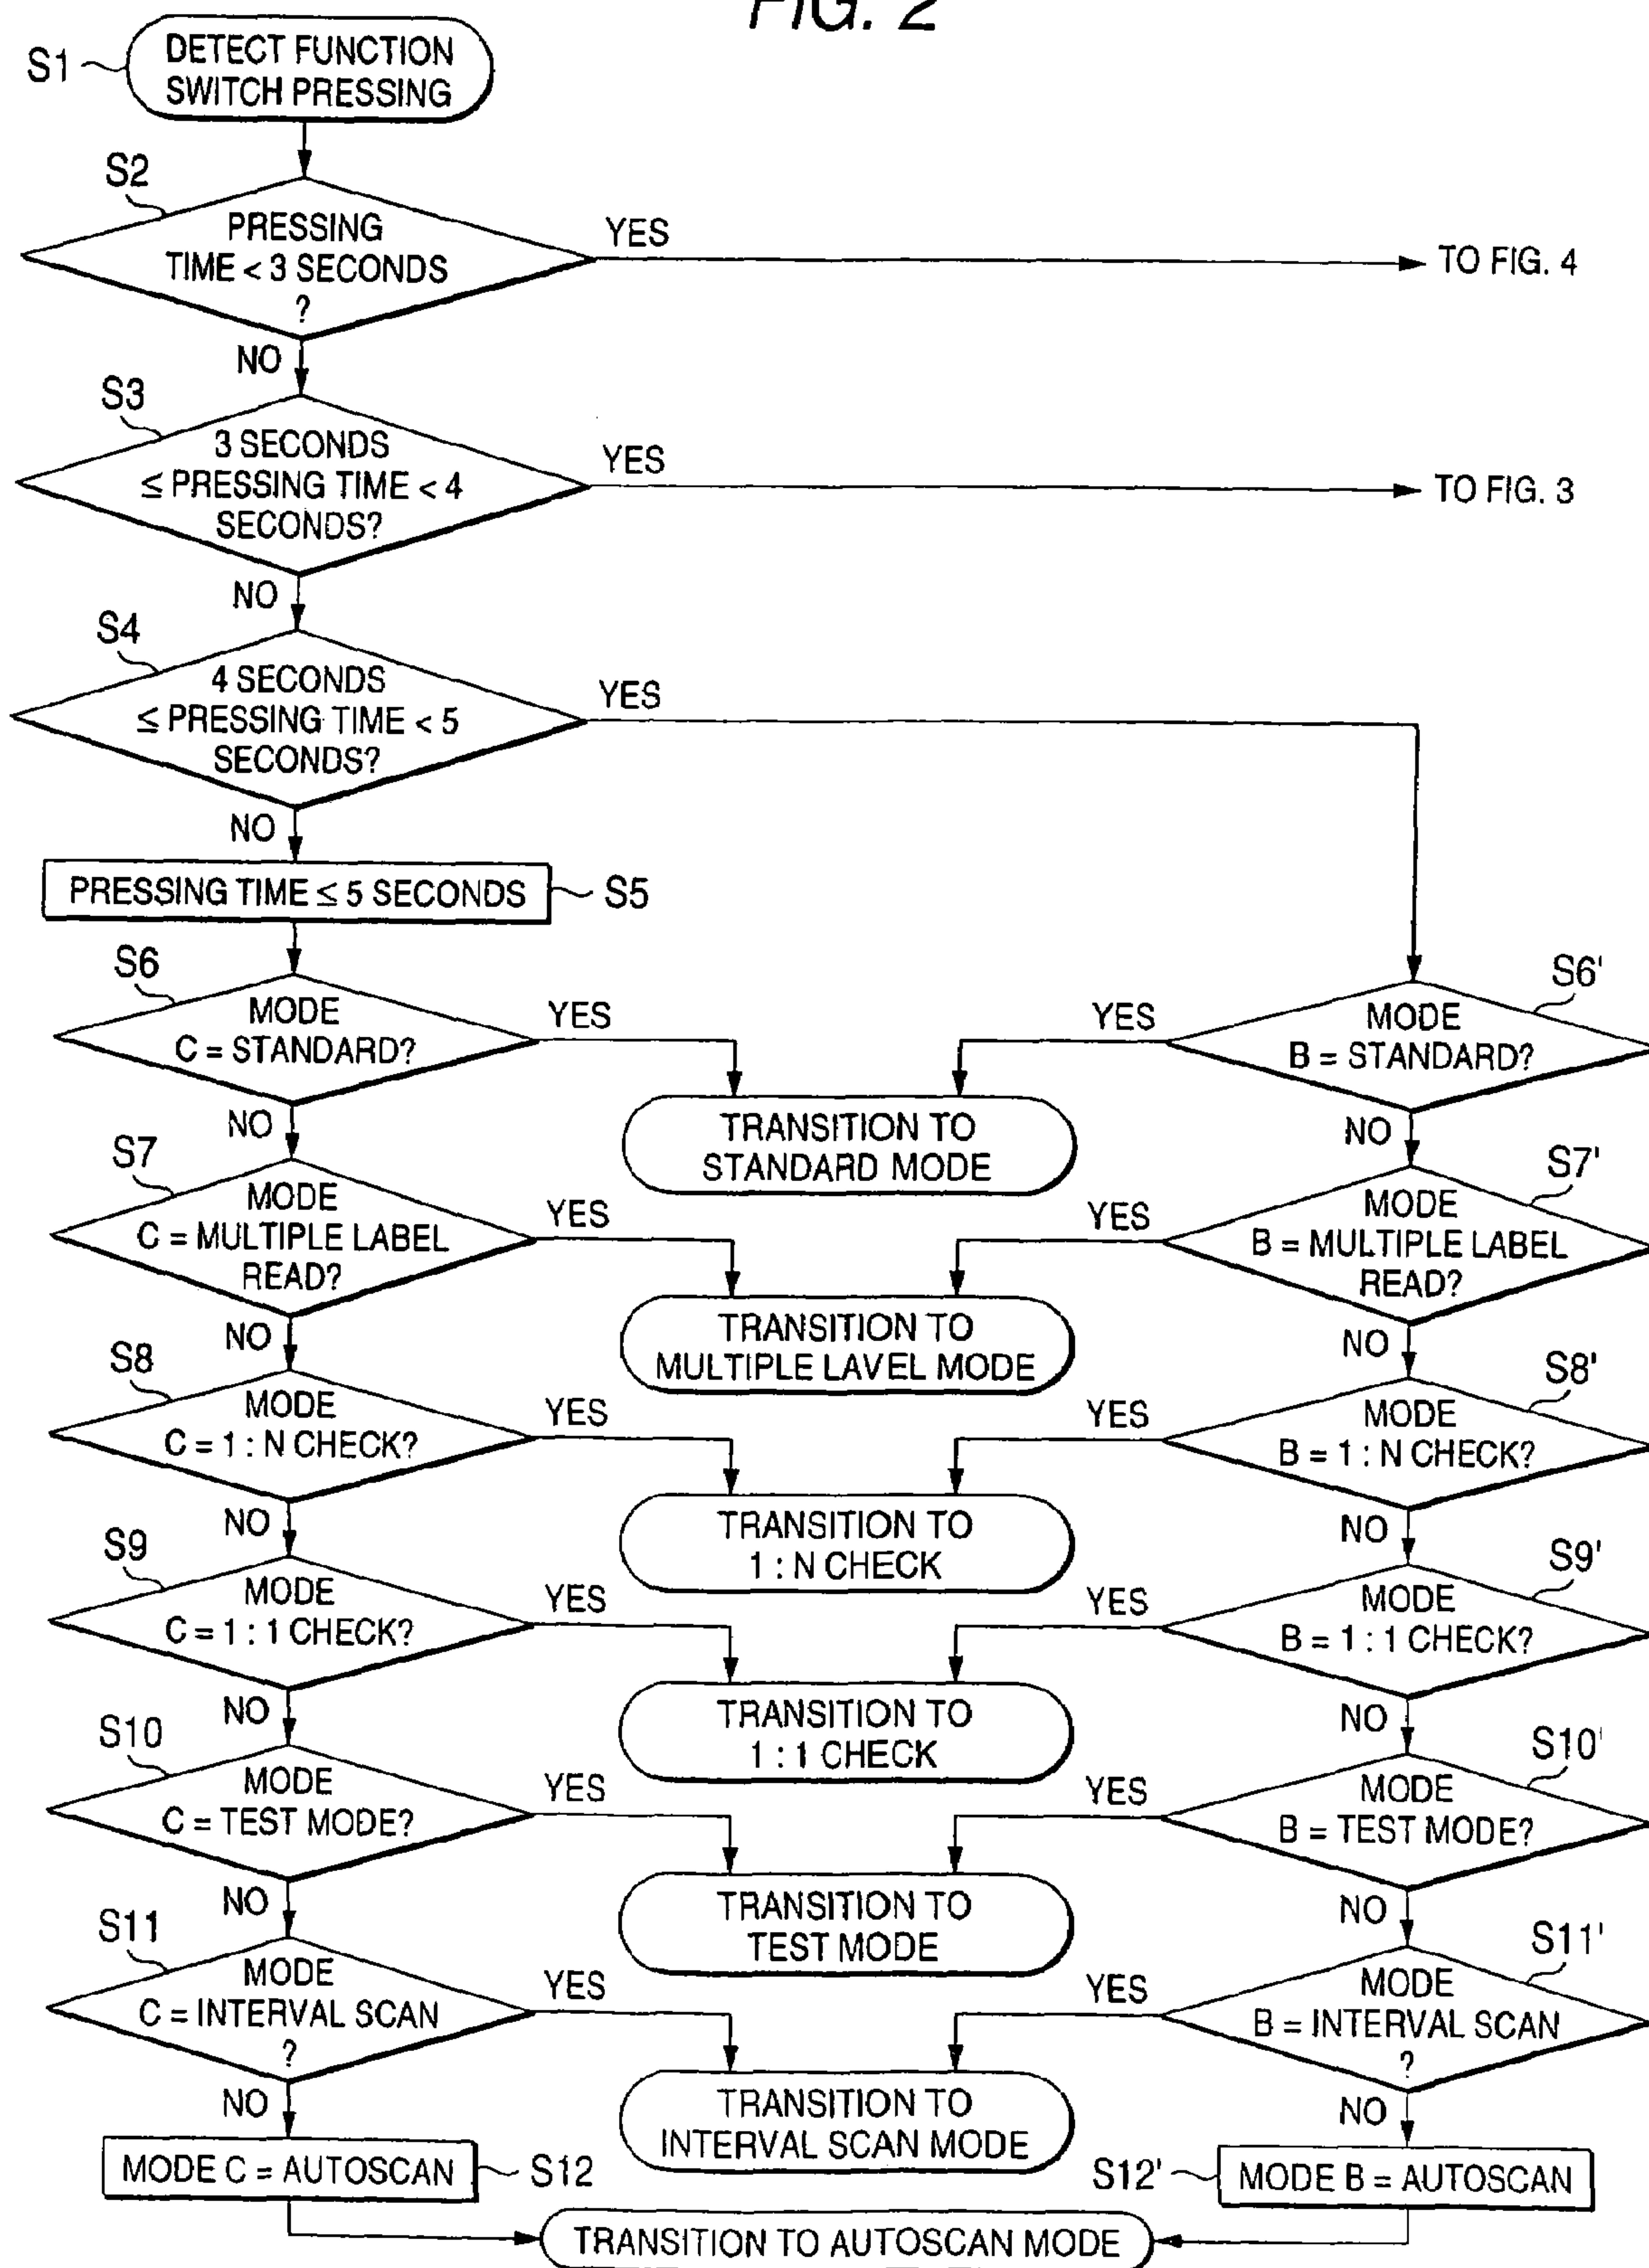 FIG. 2
S1
DETECT FUNCTION
SWITCH PRESSING
S2
PRESSING
TIME < 3 SECONDS
?
YES
TO FIG. 4
NO
S3
3 SECONDS
≤ PRESSING TIME < 4
SECONDS?
YES
TO FIG. 3
NO
S4
4 SECONDS
≤ PRESSING TIME < 5
SECONDS?
YES
NO
PRESSING TIME ≤ 5 SECONDS
S5
S6
MODE
C = STANDARD?
YES
YES
S6'
MODE
B = STANDARD?
TRANSITION TO
STANDARD MODE
NO
NO
S7
MODE
C = MULTIPLE LABEL
READ?
YES
YES
S7'
MODE
B = MULTIPLE LABEL
READ?
TRANSITION TO
MULTIPLE LAVEL MODE
NO
NO
S8
MODE
C = 1 : N CHECK?
YES
YES
S8'
MODE
B = 1 : N CHECK?
TRANSITION TO
1 : N CHECK
NO
NO
S9
MODE
C = 1 : 1 CHECK?
YES
YES
S9'
MODE
B = 1 : 1 CHECK?
TRANSITION TO
1 : 1 CHECK
NO
NO
S10
MODE
C = TEST MODE?
YES
YES
S10'
MODE
B = TEST MODE?
TRANSITION TO
TEST MODE
NO
NO
S11
MODE
C = INTERVAL SCAN
?
YES
YES
S11'
MODE
B = INTERVAL SCAN
?
TRANSITION TO
INTERVAL SCAN MODE
NO
NO
MODE C = AUTOSCAN
S12
S12'
MODE B = AUTOSCAN
TRANSITION TO AUTOSCAN MODE